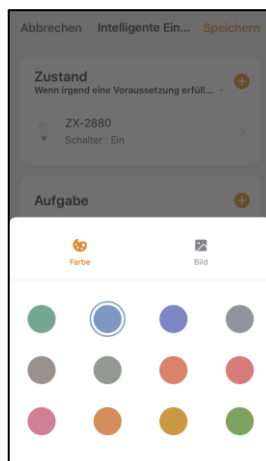 Abbrechen Intelligente Ein... Speichern
Zustand
Wenn irgend eine Voraussetzung erfüll...
ZX-2880
Schalter : Ein
Aufgabe
Farbe Bild